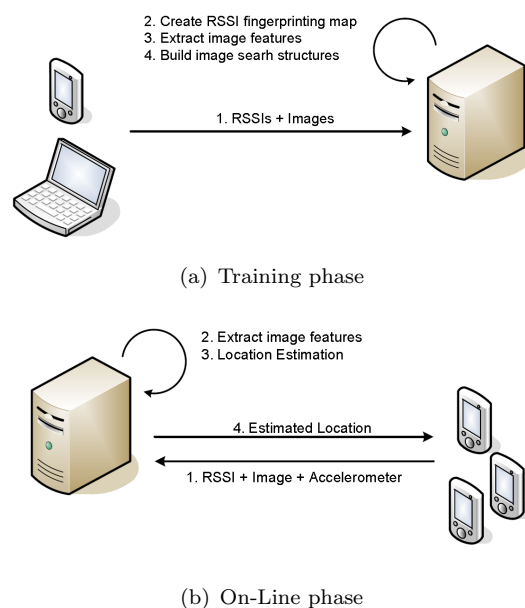 2. Create RSSI fingerprinting map
3. Extract image features
4. Build image searh structures
1. RSSIs + Images
(a) Training phase
2. Extract image features
3. Location Estimation
4. Estimated Location
1. RSSI + Image + Accelerometer
(b) On-Line phase